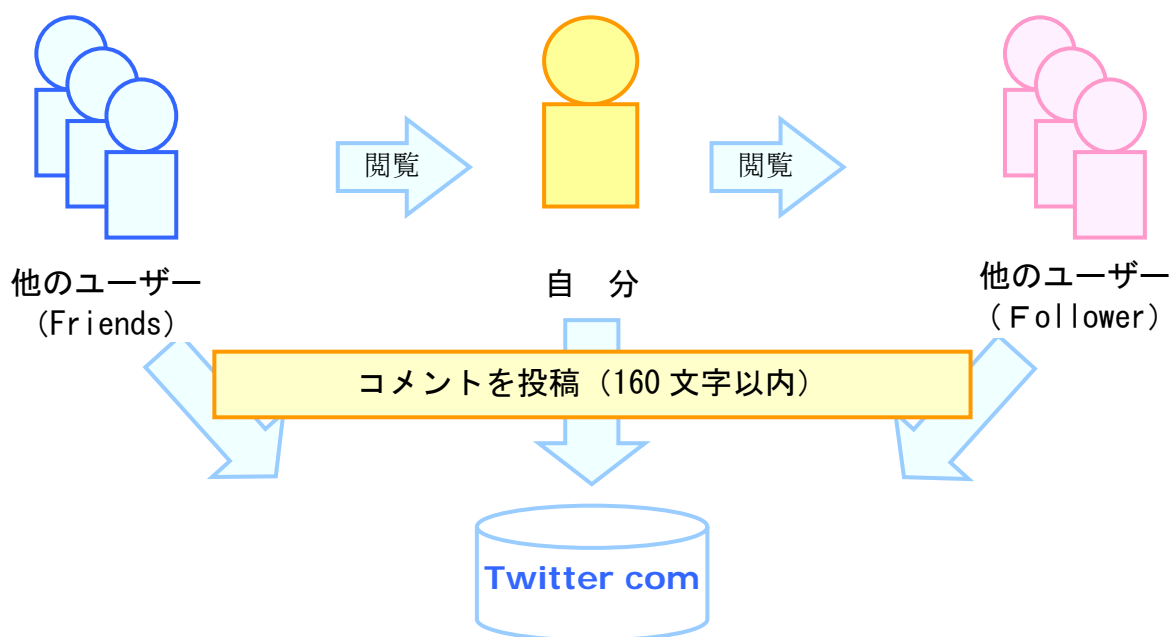 閲覧
閲覧
他のユーザー
(Friends)
自　分
他のユーザー
(Ｆollower)
コメントを投稿（160 文字以内）
Twitter com